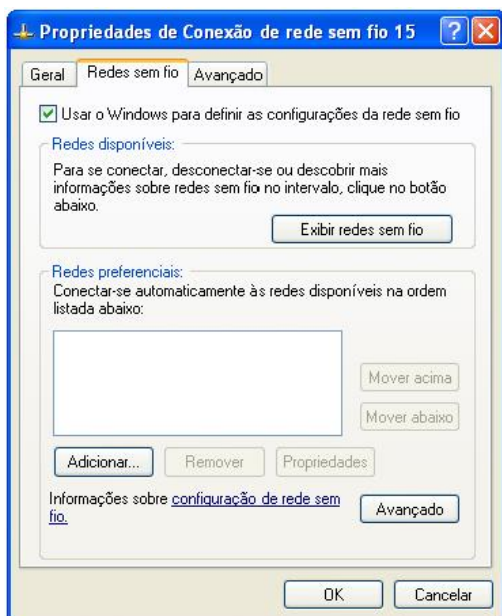 Propriedades de Conexão de rede sem fio 15
Geral
Redes sem fio
Avançado
Usar o Windows para definir as configurações da rede sem fio
Redes disponíveis:
Para se conectar, desconectar-se ou descobrir mais
informações sobre redes sem fio no intervalo, clique no botão
abaixo.
Exibir redes sem fio
Redes preferenciais:
Conectar-se automaticamente às redes disponíveis na ordem
listada abaixo:
Mover acima
Mover abaixo
Adicionar...
Remover
Propriedades
Informações sobre configuração de rede sem
fio.
Avançado
OK
Cancelar